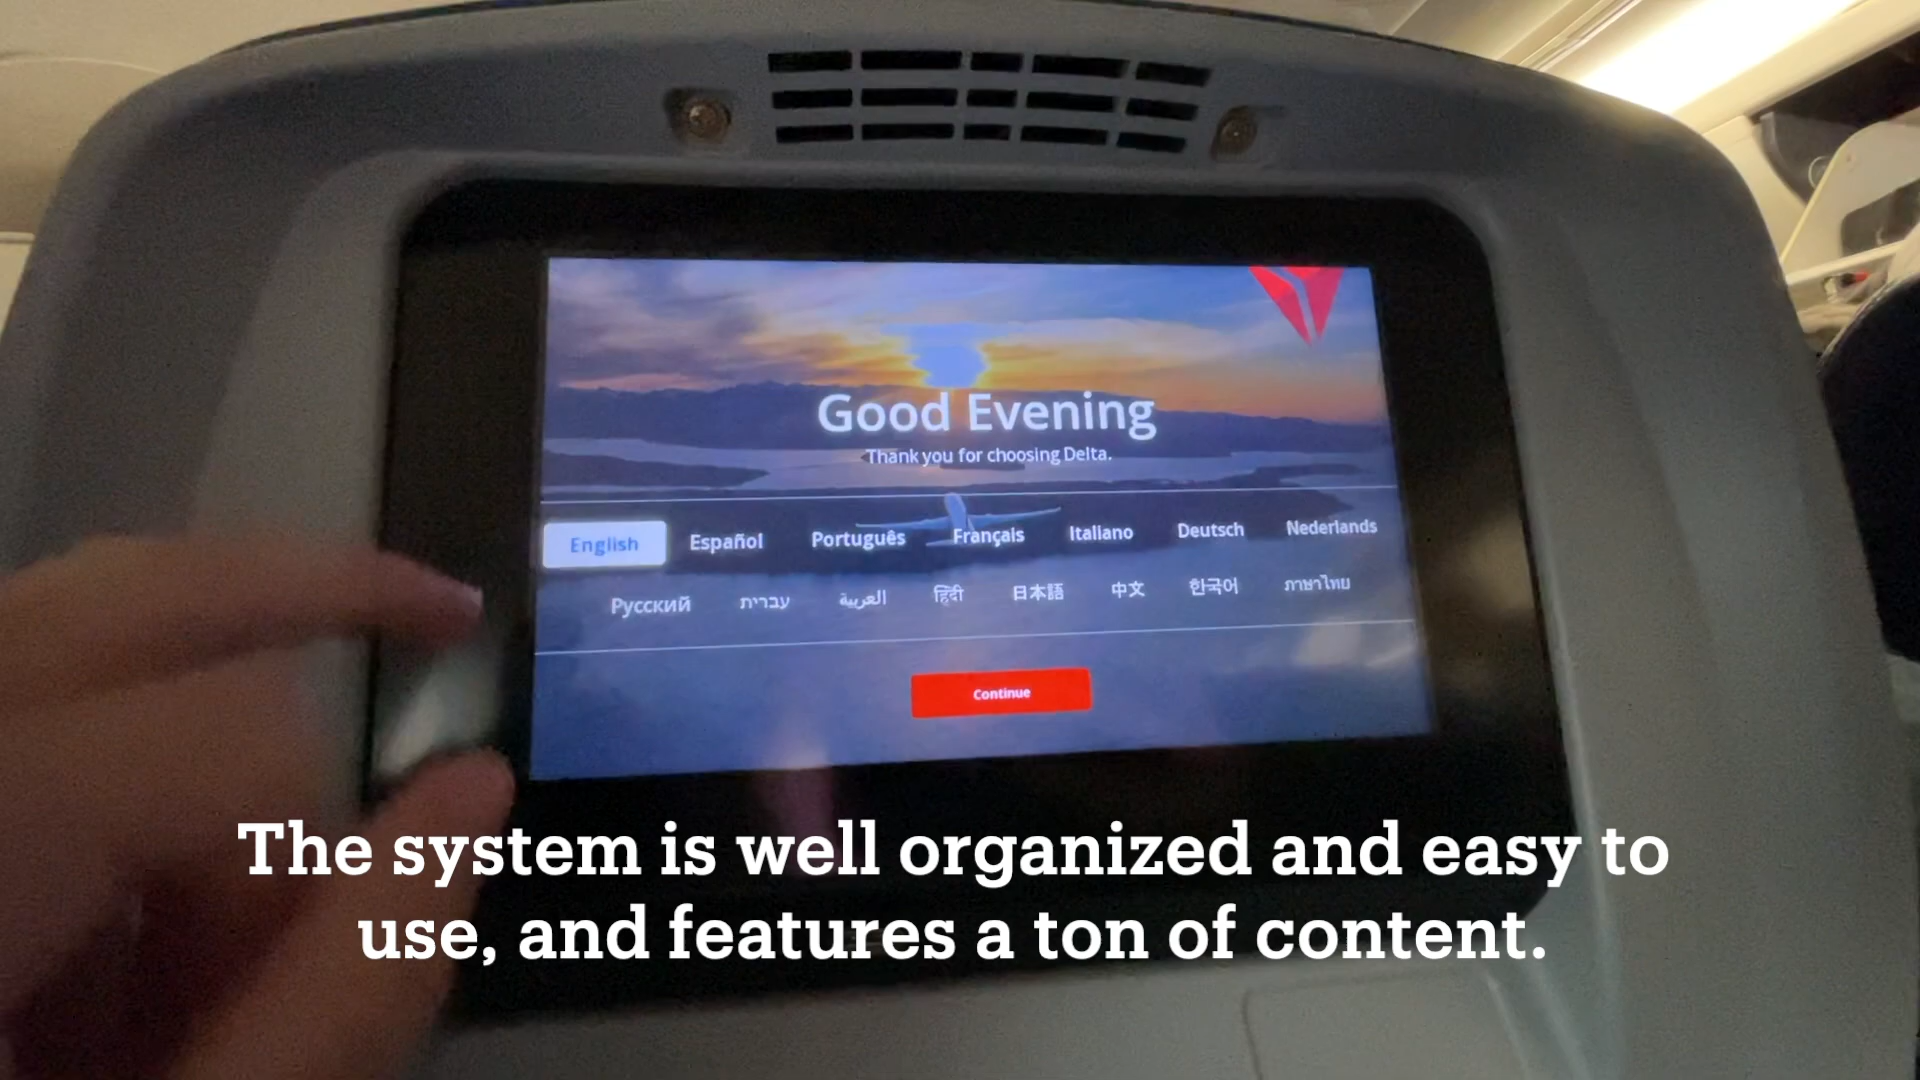 Good Evening
Thank you for choosing Delta.
English Español Português Français Italiano Deutsch Nederlands
Русский עברית العربية हिंदी 日本語 中文 한국어 ภาษาไทย
Continue
The system is well organized and easy to
use, and features a ton of content.